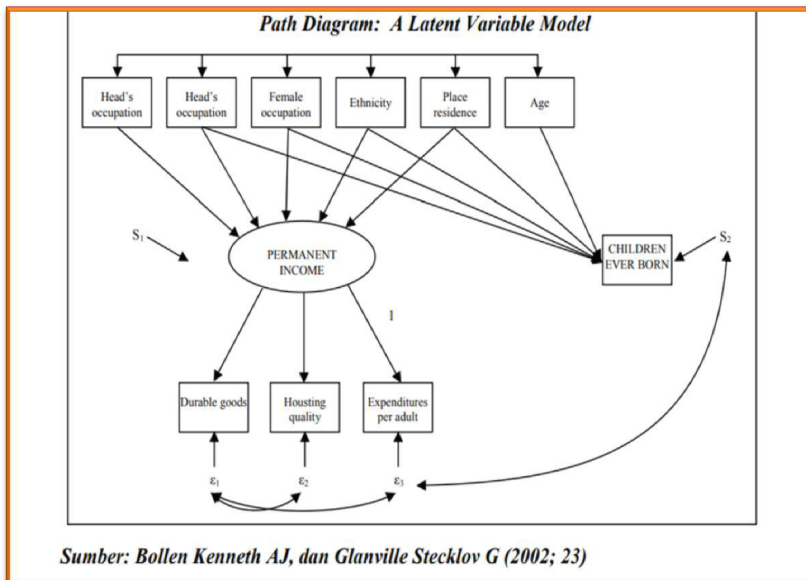 Path Diagram: A Latent Variable Model
Head's
occupation
Head's
occupation
Female
occupation
Ethnicity
Place
residence
Age
S₁
PERMANENT
INCOME
CHILDREN
EVER BORN
S₂
1
Durable goods
Housting
quality
Expenditures
per adult
ε₁
ε₂
ε₃
Sumber: Bollen Kenneth AJ, dan Glanville Stecklov G (2002; 23)